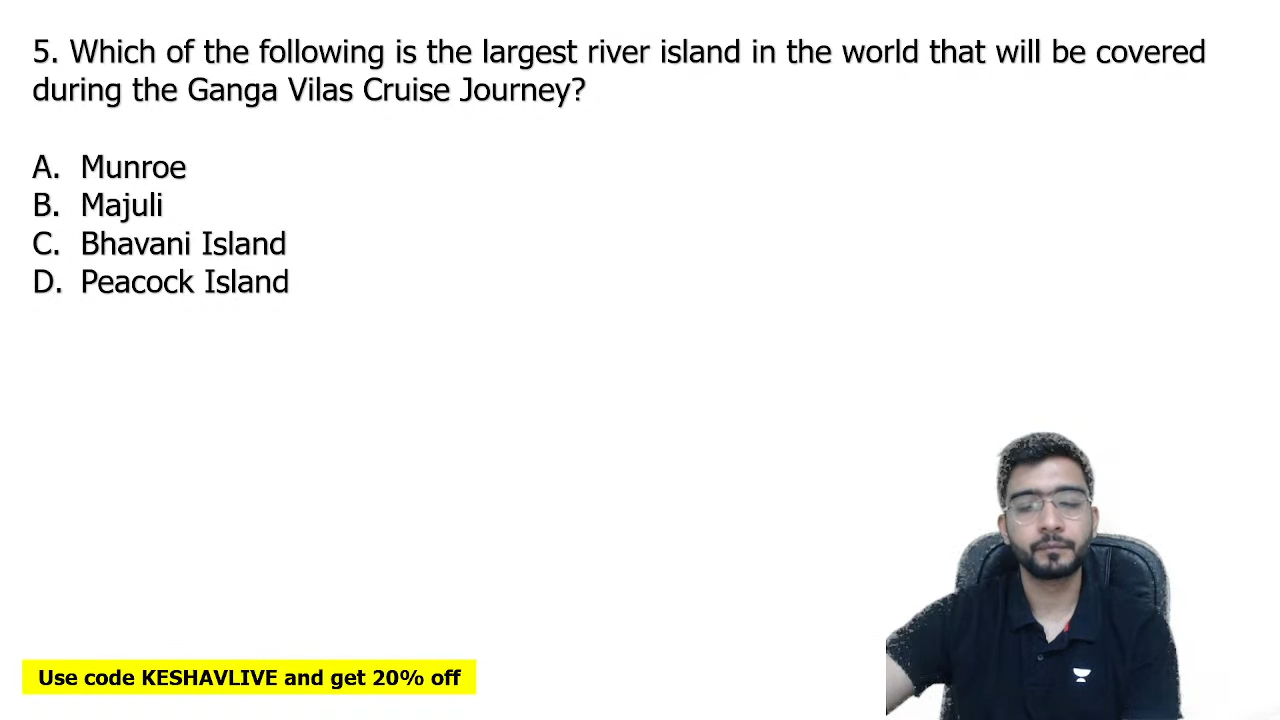 5. Which of the following is the largest river island in the world that will be covered
during the Ganga Vilas Cruise Journey?
A. Munroe
B. Majuli
C. Bhavani Island
D. Peacock Island
Use code KESHAVLIVE and get 20% off